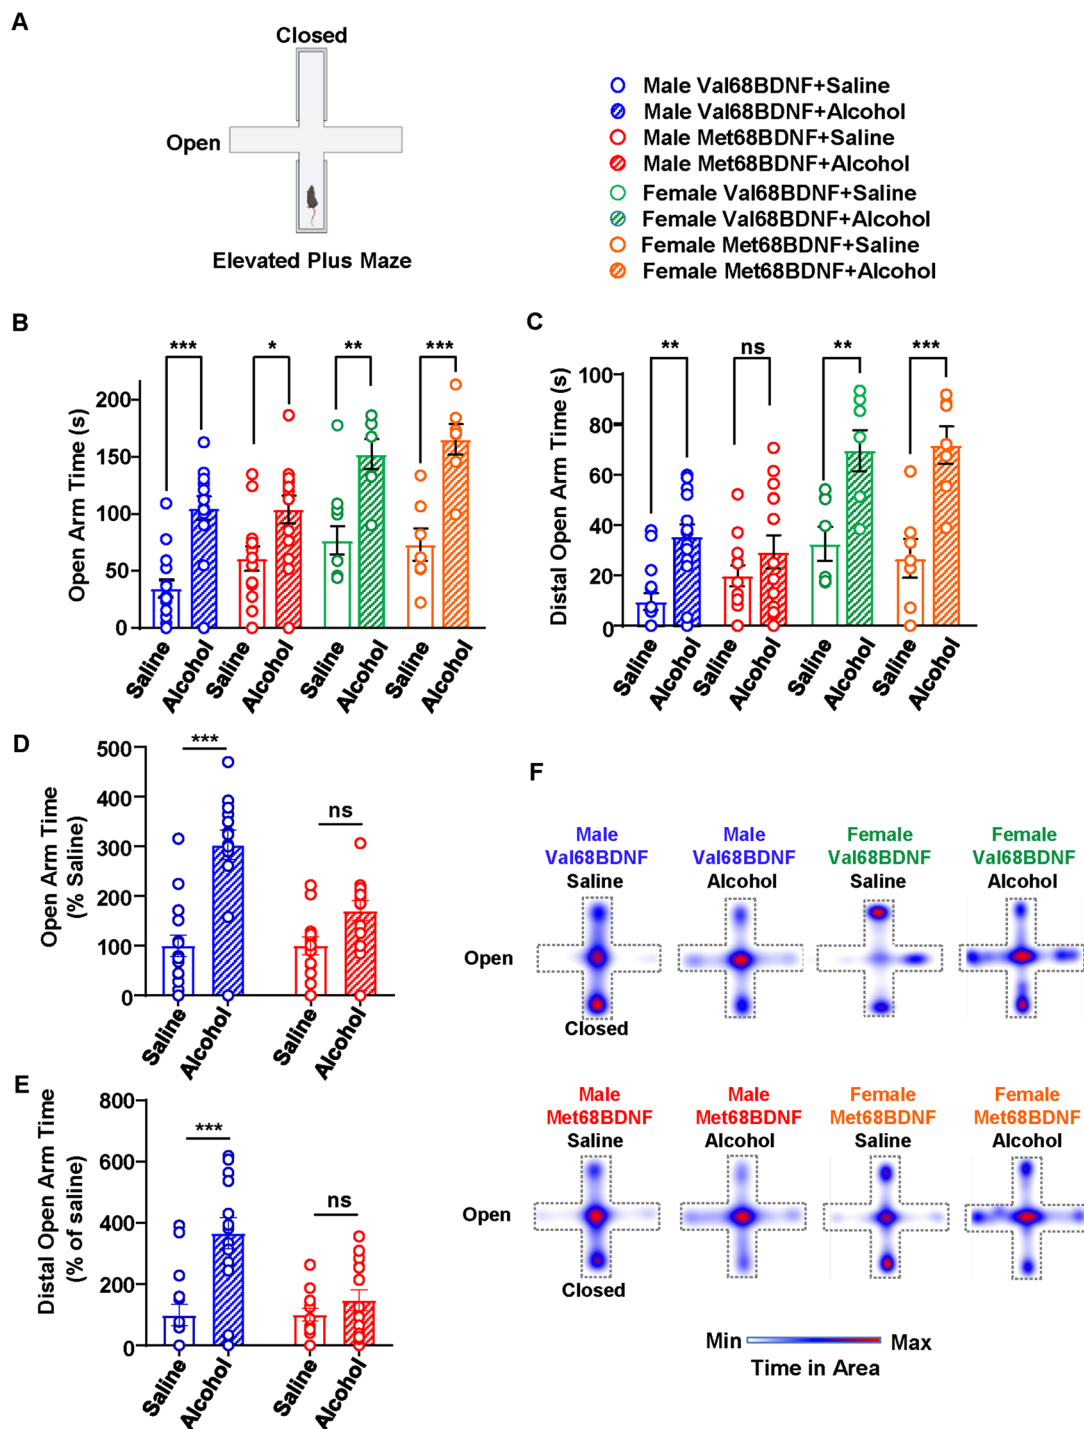 A
Closed
Open
Elevated Plus Maze
Male Val68BDNF+Saline
Male Val68BDNF+Alcohol
Male Met68BDNF+Saline
Male Met68BDNF+Alcohol
Female Val68BDNF+Saline
Female Val68BDNF+Alcohol
Female Met68BDNF+Saline
Female Met68BDNF+Alcohol
B
*** * ** ***
Open Arm Time (s)
200
150
100
50
0
Saline Alcohol Saline Alcohol Saline Alcohol Saline Alcohol
C
** ns ** ***
Distal Open Arm Time (s)
100
80
60
40
20
0
Saline Alcohol Saline Alcohol Saline Alcohol Saline Alcohol
D
*** ns
Open Arm Time
(% Saline)
500
400
300
200
100
0
Saline Alcohol Saline Alcohol
E
*** ns
Distal Open Arm Time
(% of saline)
800
600
400
200
0
Saline Alcohol Saline Alcohol
F
Male Male Female Female
Val68BDNF Val68BDNF Val68BDNF Val68BDNF
Saline Alcohol Saline Alcohol
Open
Closed
Male Male Female Female
Met68BDNF Met68BDNF Met68BDNF Met68BDNF
Saline Alcohol Saline Alcohol
Open
Closed
Min Max
Time in Area